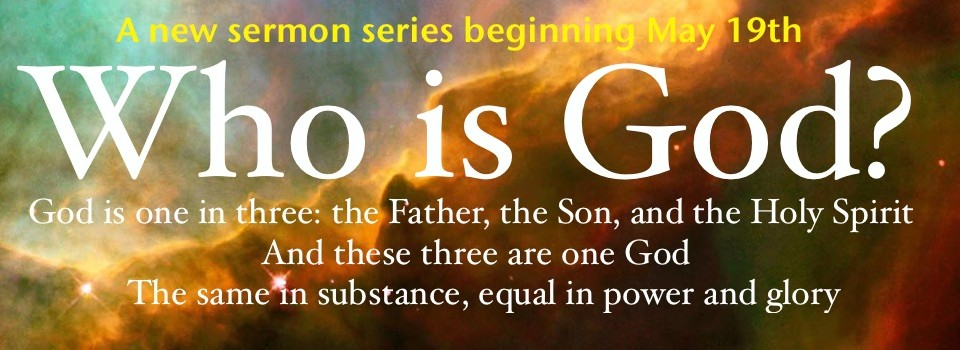 A new sermon series beginning May 19th
Who is God?
God is one in three: the Father, the Son, and the Holy Spirit
And these three are one God
The same in substance, equal in power and glory